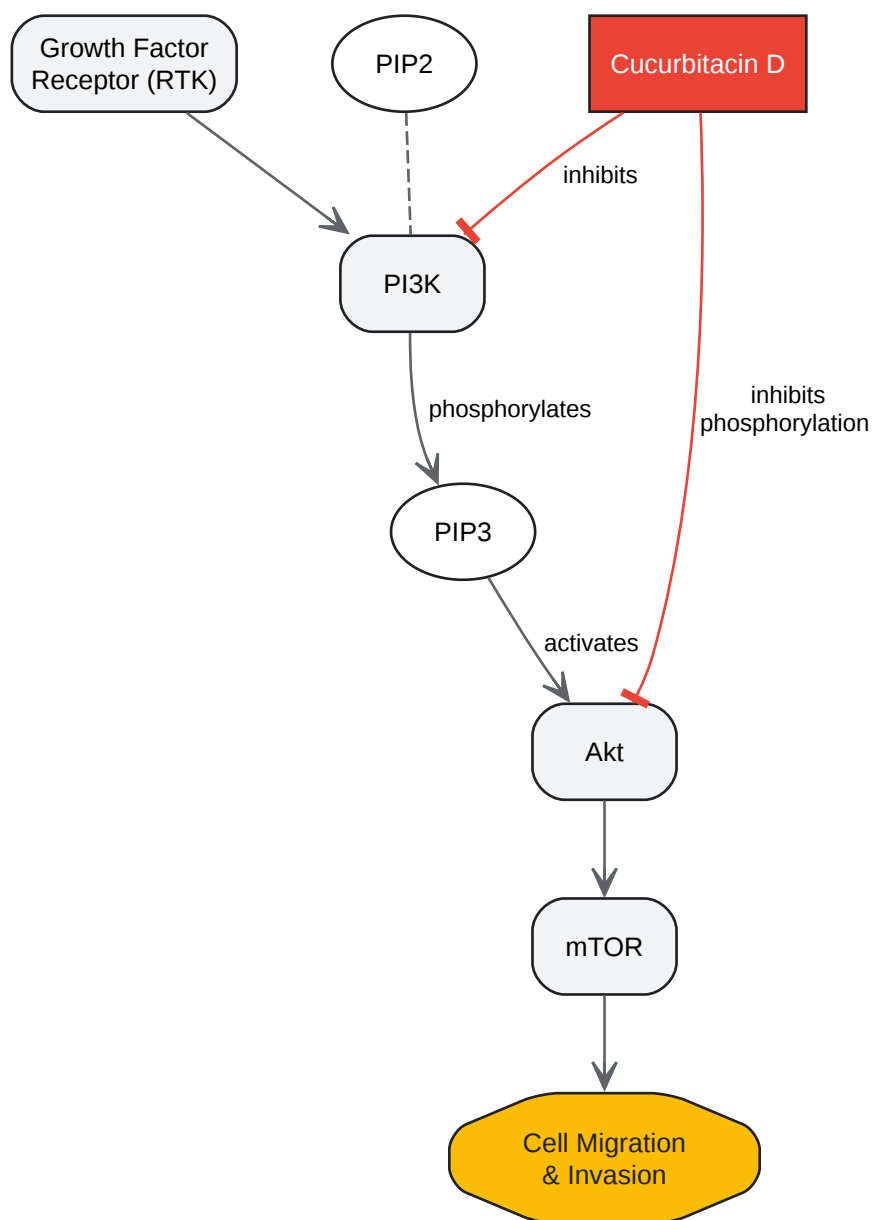 Growth Factor
Receptor (RTK)
PIP2
Cucurbitacin D
inhibits
PI3K
inhibits
phosphorylation
phosphorylates
PIP3
activates
Akt
mTOR
Cell Migration
& Invasion